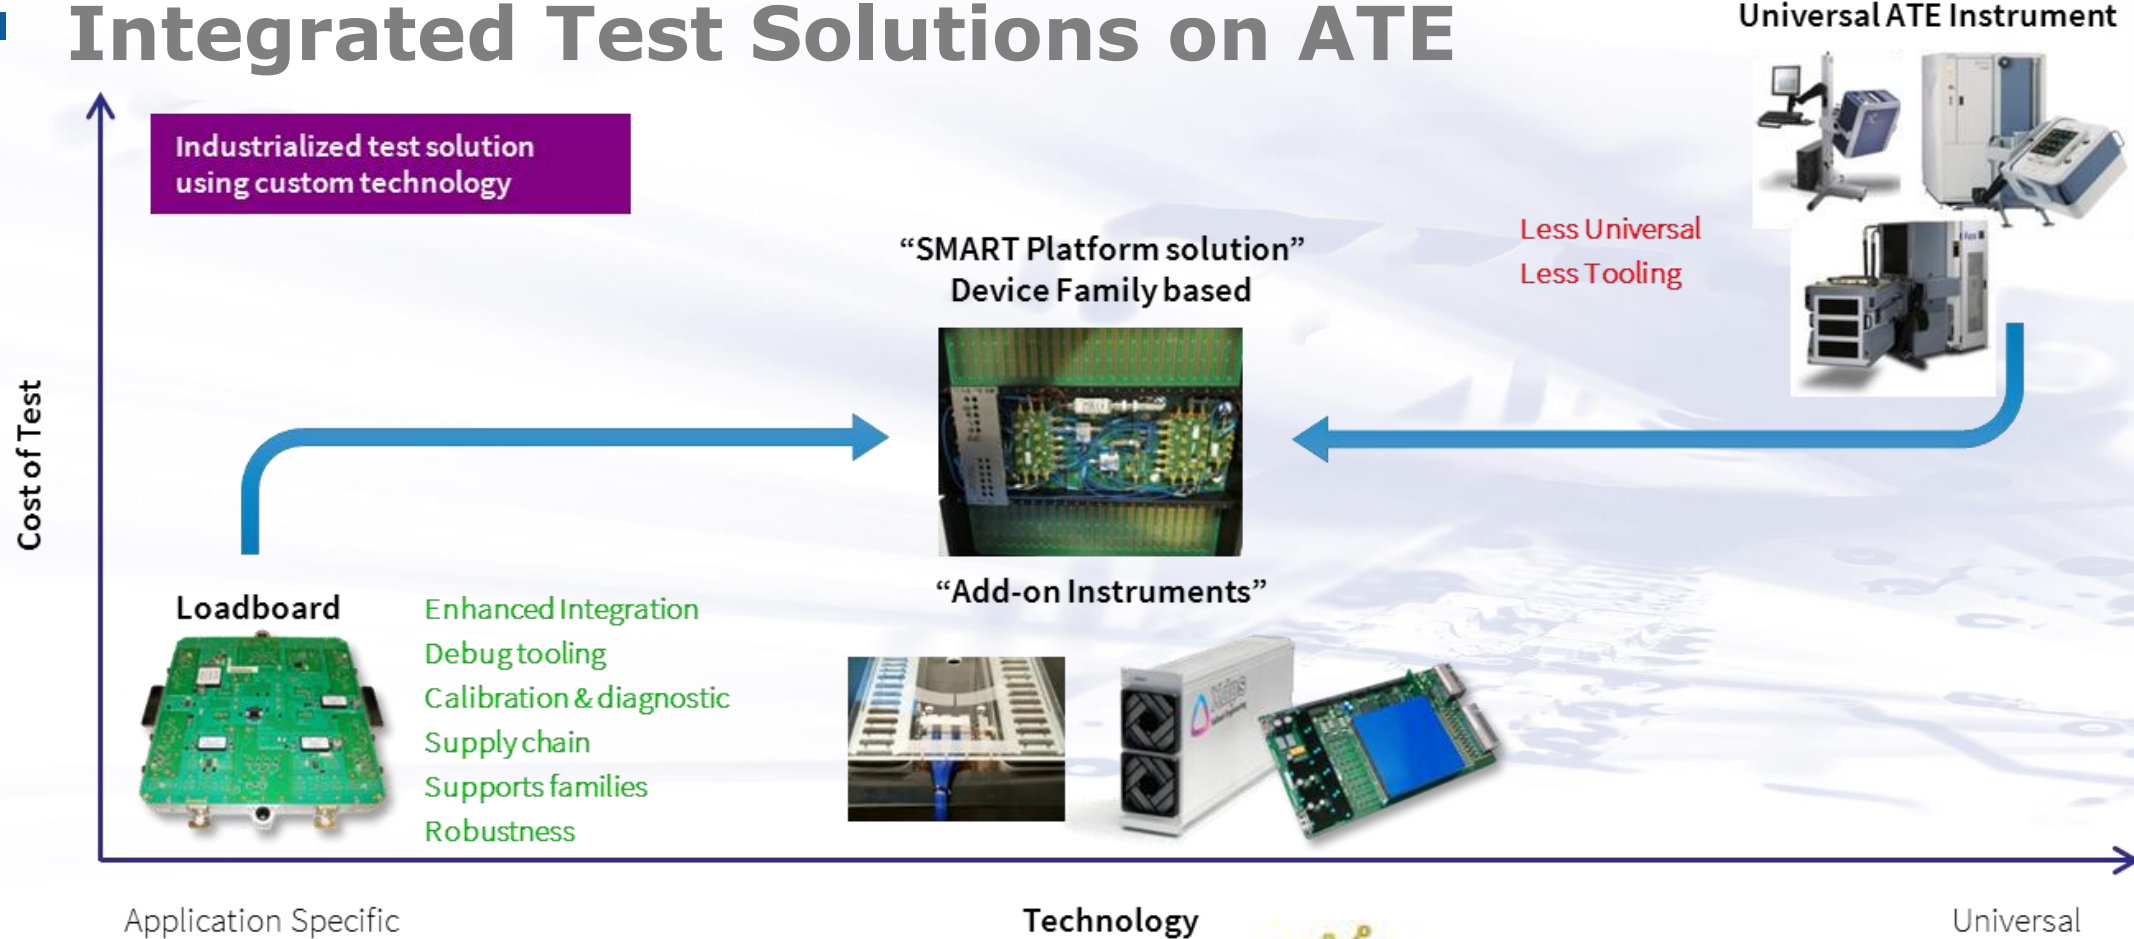 Integrated Test Solutions on ATE
Universal ATE Instrument
Industrialized test solution
using custom technology
“SMART Platform solution”
Device Family based
Less Universal
Less Tooling
Cost of Test
“Add-on Instruments”
Loadboard
Enhanced Integration
Debug tooling
Calibration & diagnostic
Supply chain
Supports families
Robustness
Application Specific
Technology
Universal